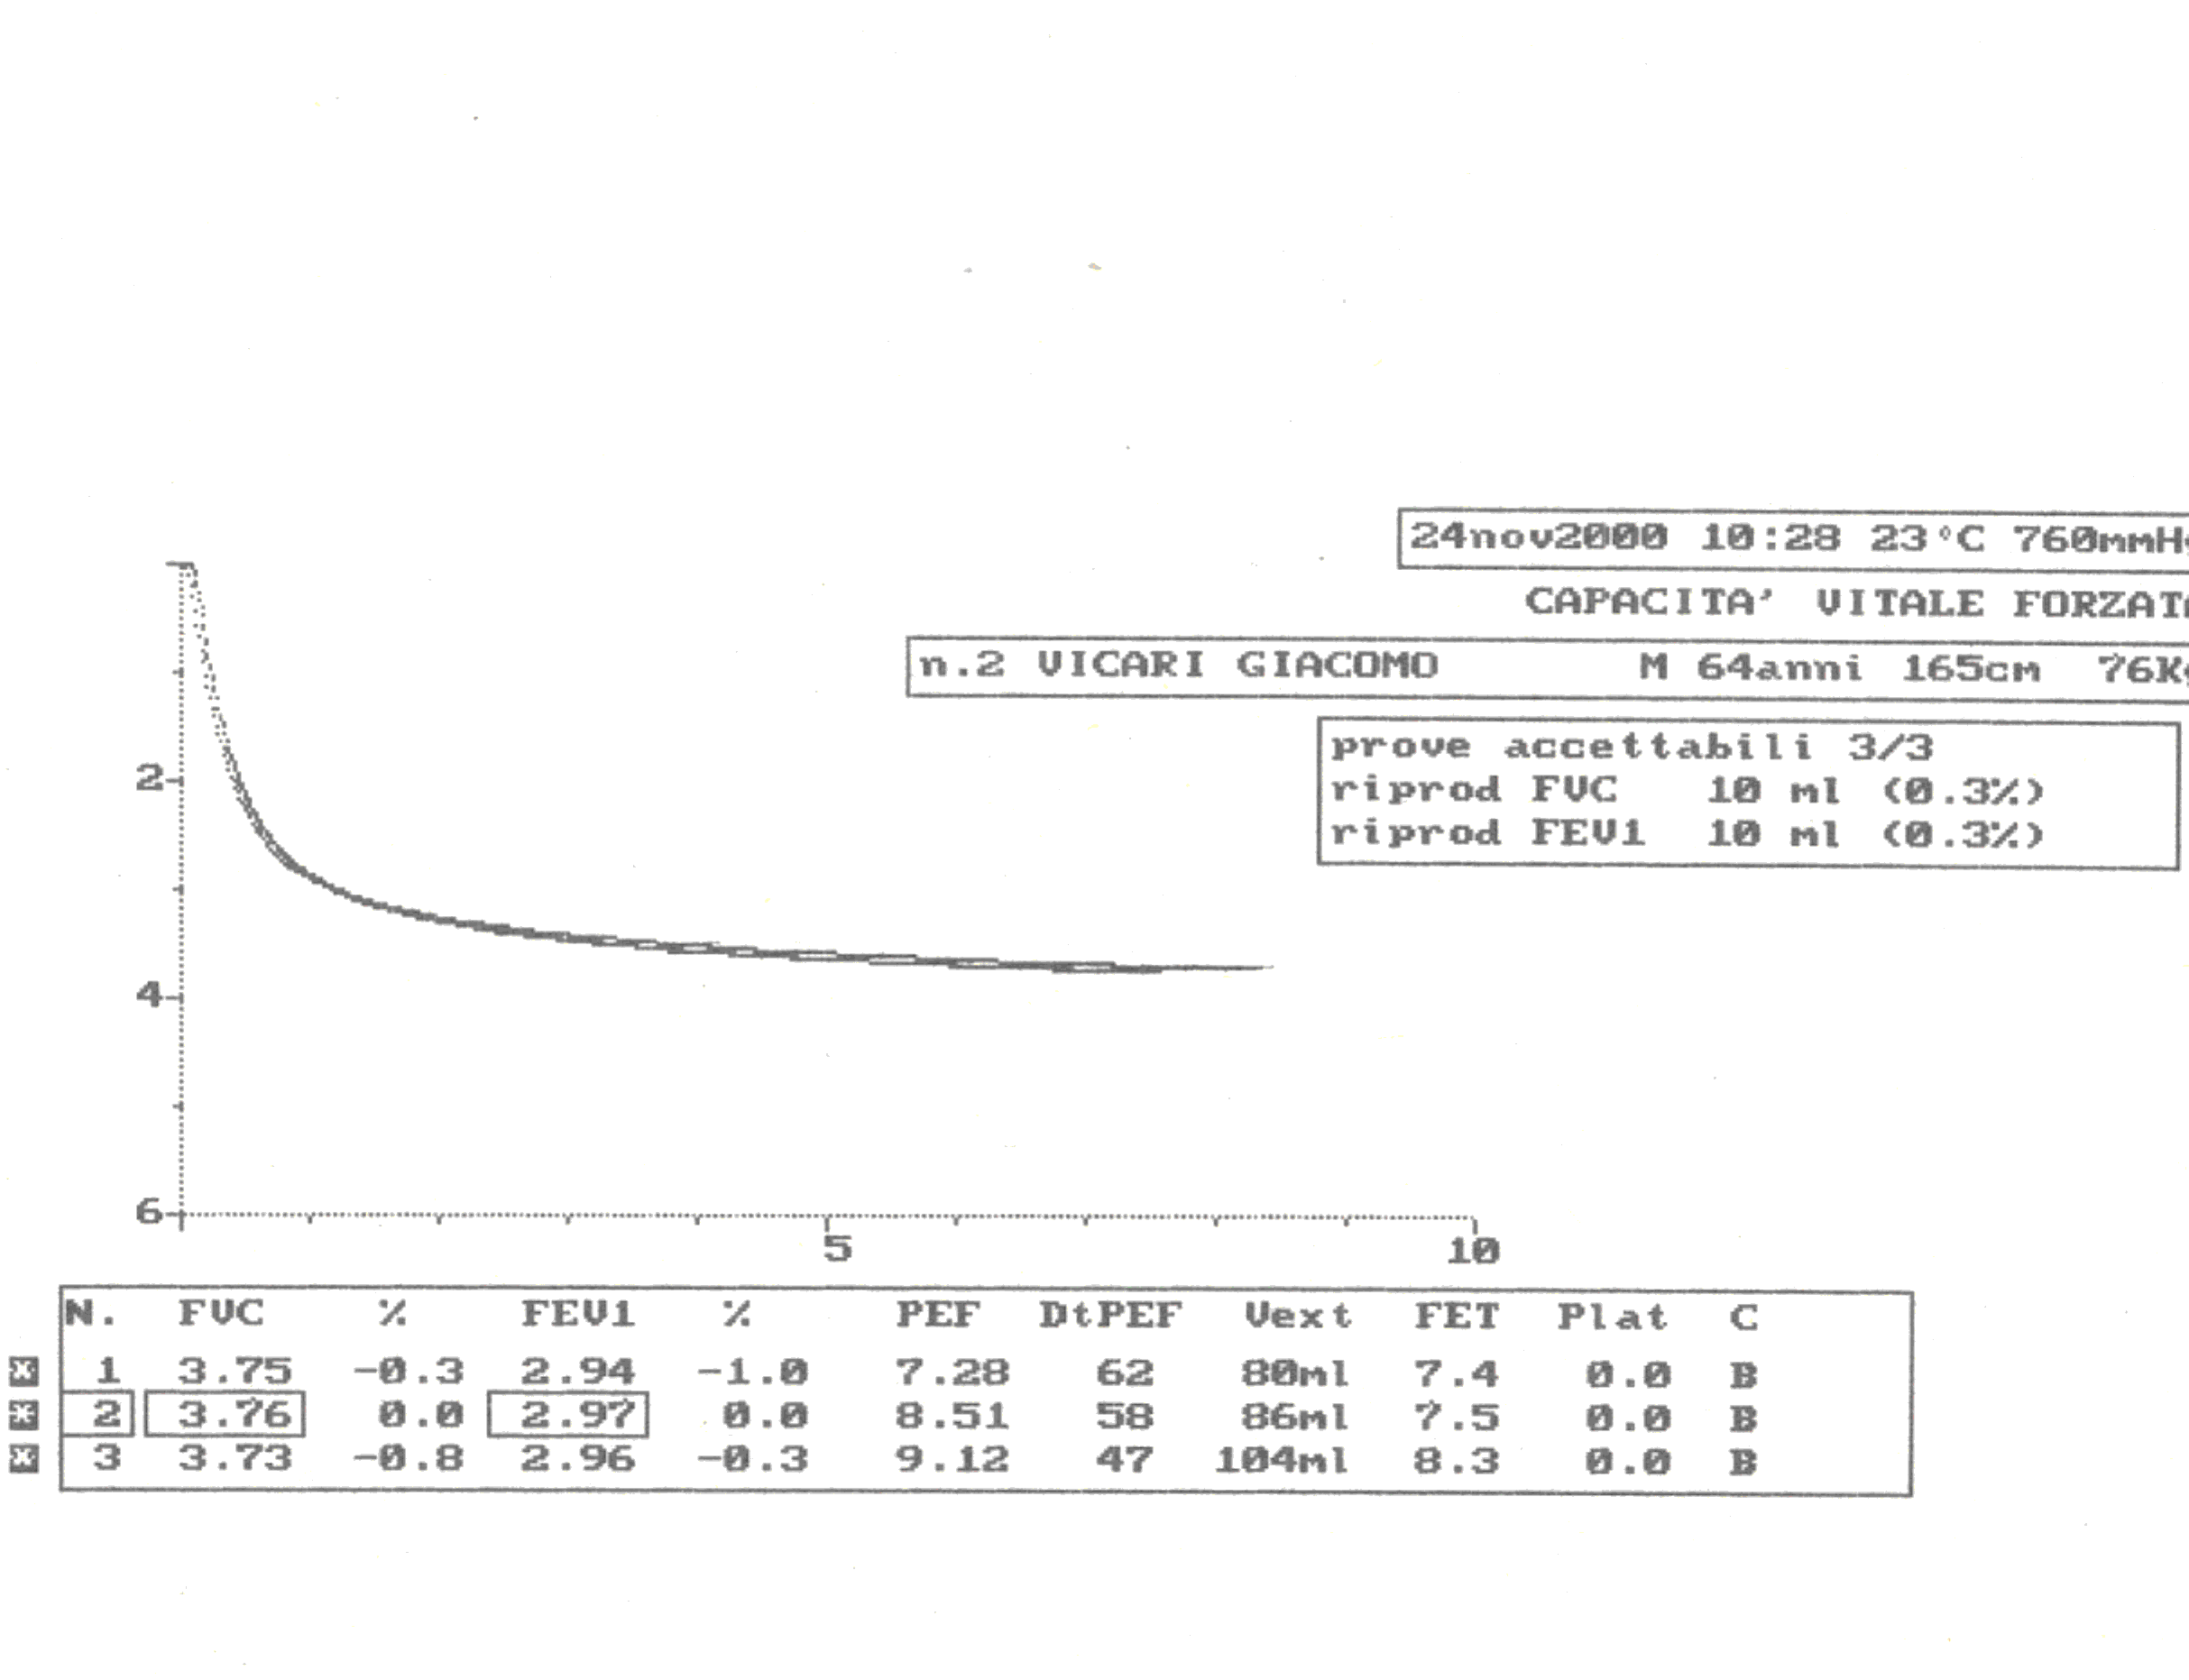 24nov2000 10:28 23°C 760mmH
CAPACITA' VITALE FORZAT
n.2 VICARI GIACOMO M 64anni 165cm 76K
prove accettabili 3/3
riprod FVC 10 ml (0.3%)
riprod FEV1 10 ml (0.3%)
2
4
6
5 10
N. FVC % FEV1 % PEF DtPEF Vext FET Plat C
1 3.75 -0.3 2.94 -1.0 7.28 62 80ml 7.4 0.0 B
2 3.76 0.0 2.97 0.0 8.51 58 86ml 7.5 0.0 B
3 3.73 -0.8 2.96 -0.3 9.12 47 104ml 8.3 0.0 B